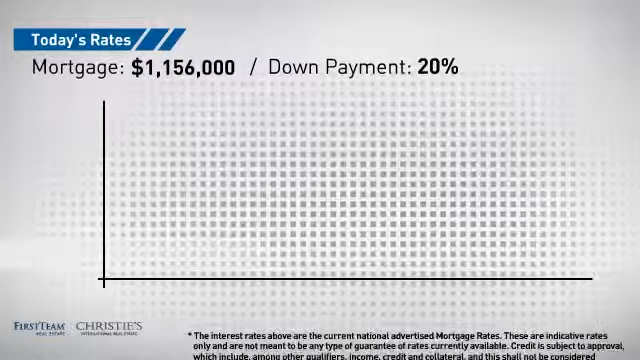 Today's Rates
Mortgage: $1,156,000 / Down Payment: 20%
FIRSTTEAM
REAL ESTATE
CHRISTIE'S
INTERNATIONAL REAL ESTATE
* The interest rates above are the current national advertised Mortgage Rates. These are indicative rates
only and are not meant to be any type of guarantee of rates currently available. Credit is subject to approval,
which include, among other qualifiers, income, credit and collateral, and this shall not be considered